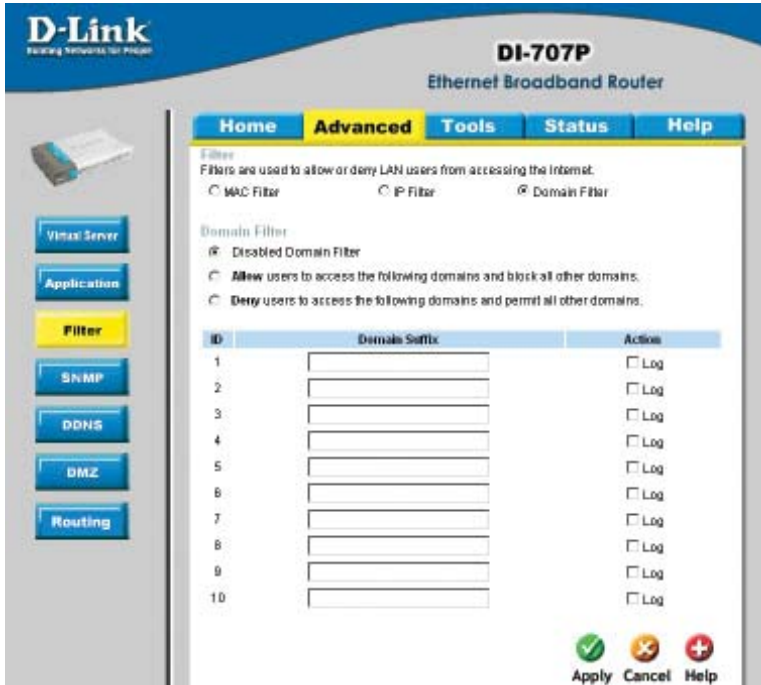 D-Link
Building Networks for People
DI-707P
Ethernet Broadband Router
Home Advanced Tools Status Help
Filter
Filters are used to allow or deny LAN users from accessing the Internet.
MAC Filter IP Filter Domain Filter
Domain Filter
Disabled Domain Filter
Allow users to access the following domains and block all other domains.
Deny users to access the following domains and permit all other domains.
Virtual Server
Application
Filter
SNMP
DDNS
DMZ
Routing
ID Domain Suffix Action
1 Log
2 Log
3 Log
4 Log
5 Log
6 Log
7 Log
8 Log
9 Log
10 Log
Apply Cancel Help